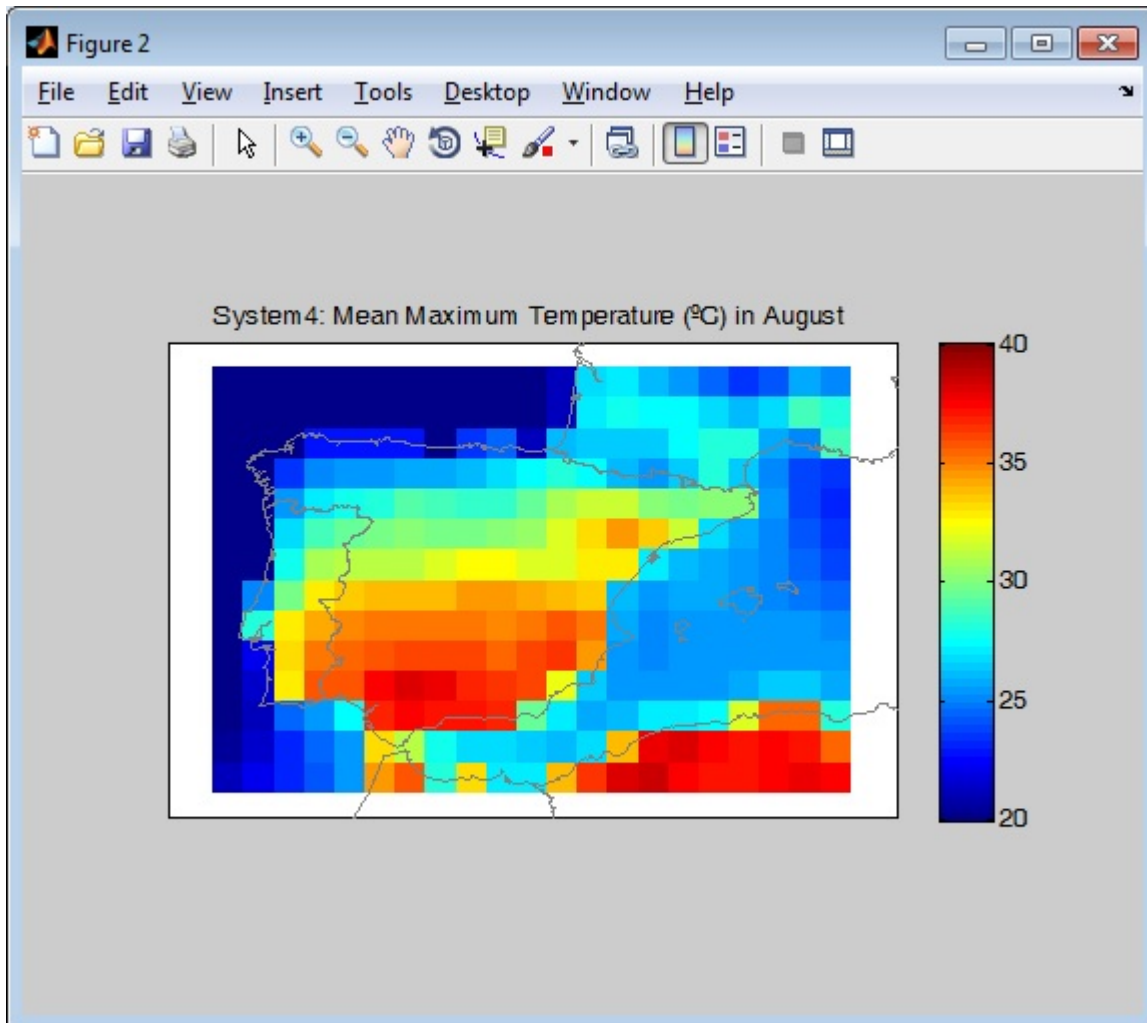 Figure 2
File Edit View Insert Tools Desktop Window Help
System4: Mean Maximum Temperature (ºC) in August
40
35
30
25
20